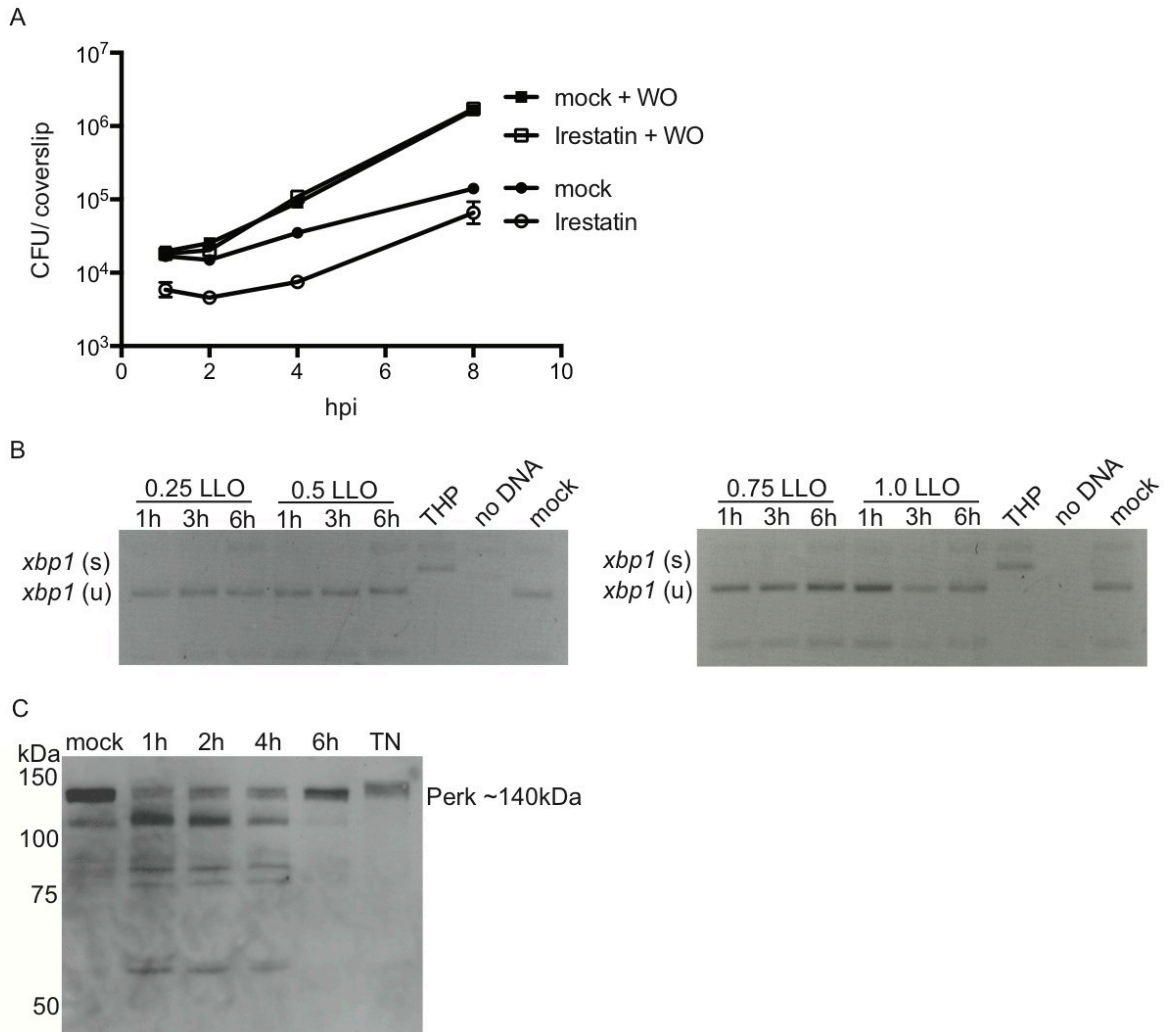 A
10⁷
10⁶
10⁵
10⁴
10³
CFU/ coverslip
0 2 4 6 8 10
hpi
mock + WO
Irestatin + WO
mock
Irestatin
B
0.25 LLO 0.5 LLO THP no DNA mock
1h 3h 6h 1h 3h 6h
xbp1 (s)
xbp1 (u)
0.75 LLO 1.0 LLO THP no DNA mock
1h 3h 6h 1h 3h 6h
xbp1 (s)
xbp1 (u)
C
kDa mock 1h 2h 4h 6h TN
150
Perk ~140kDa
100
75
50